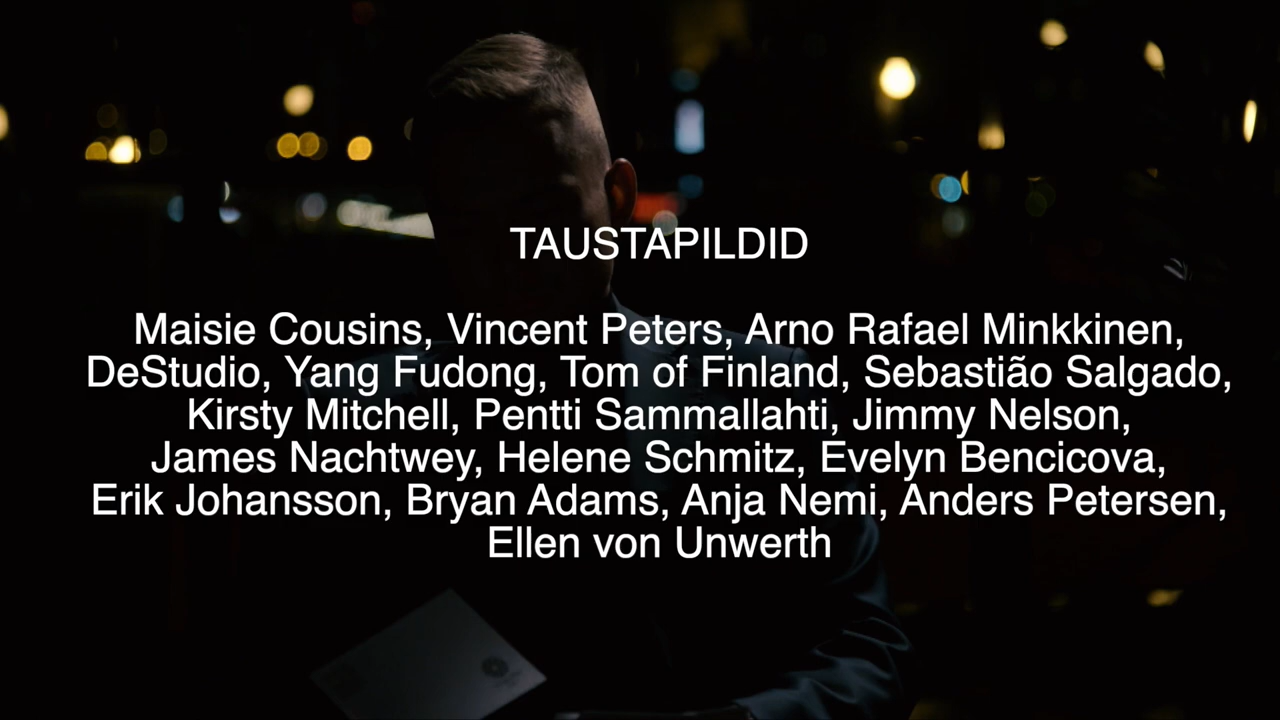 TAUSTAPILDID
Maisie Cousins, Vincent Peters, Arno Rafael Minkkinen,
DeStudio, Yang Fudong, Tom of Finland, Sebastião Salgado,
Kirsty Mitchell, Pentti Sammallahti, Jimmy Nelson,
James Nachtwey, Helene Schmitz, Evelyn Bencicova,
Erik Johansson, Bryan Adams, Anja Nemi, Anders Petersen,
Ellen von Unwerth